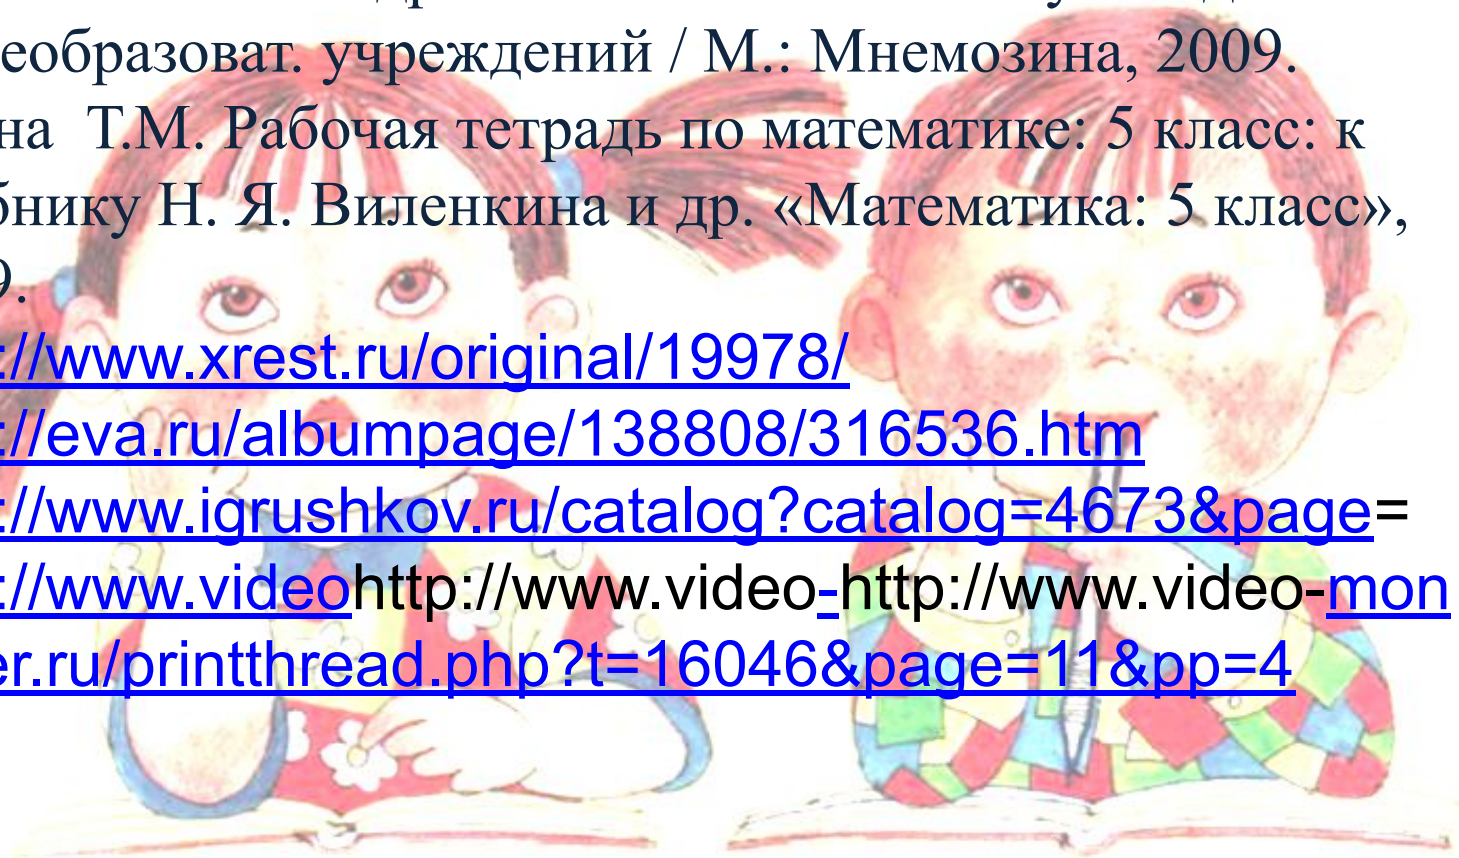 еобразоват. учреждений / М.: Мнемозина, 2009.
на Т.М. Рабочая тетрадь по математике: 5 класс: к
бнику Н. Я. Виленкина и др. «Математика: 5 класс»,
9.
://www.xrest.ru/original/19978/
://eva.ru/albumpage/138808/316536.htm
://www.igrushkov.ru/catalog?catalog=4673&page=
://www.videohttp://www.video-http://www.video-mon
er.ru/printthread.php?t=16046&page=11&pp=4